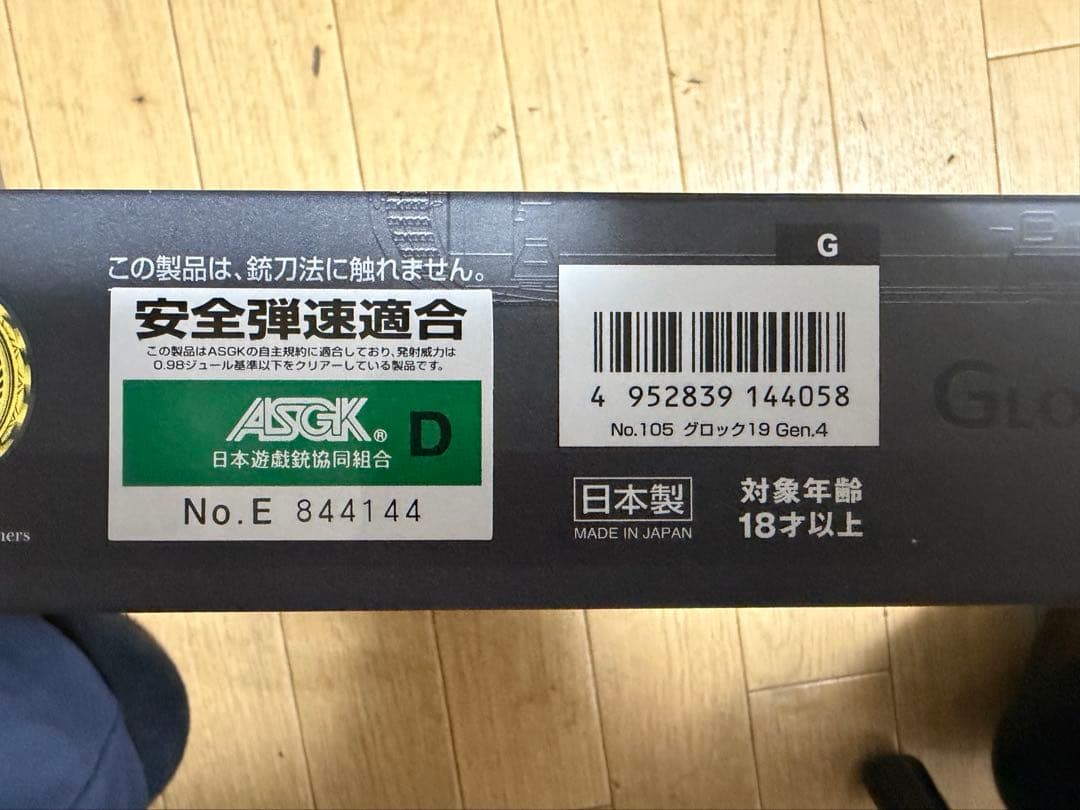 この製品は、銃刀法に触れません。
安全弾速適合
この製品はASGKの自主規約に適合しており、発射威力は
0.98ジュール基準以下をクリアーしている製品です。
ASGK® D
日本遊戯銃協同組合
No.E 844144
G
4 952839 144058
No.105 グロック19 Gen.4
日本製
MADE IN JAPAN
対象年齢
18才以上
GLO
ners